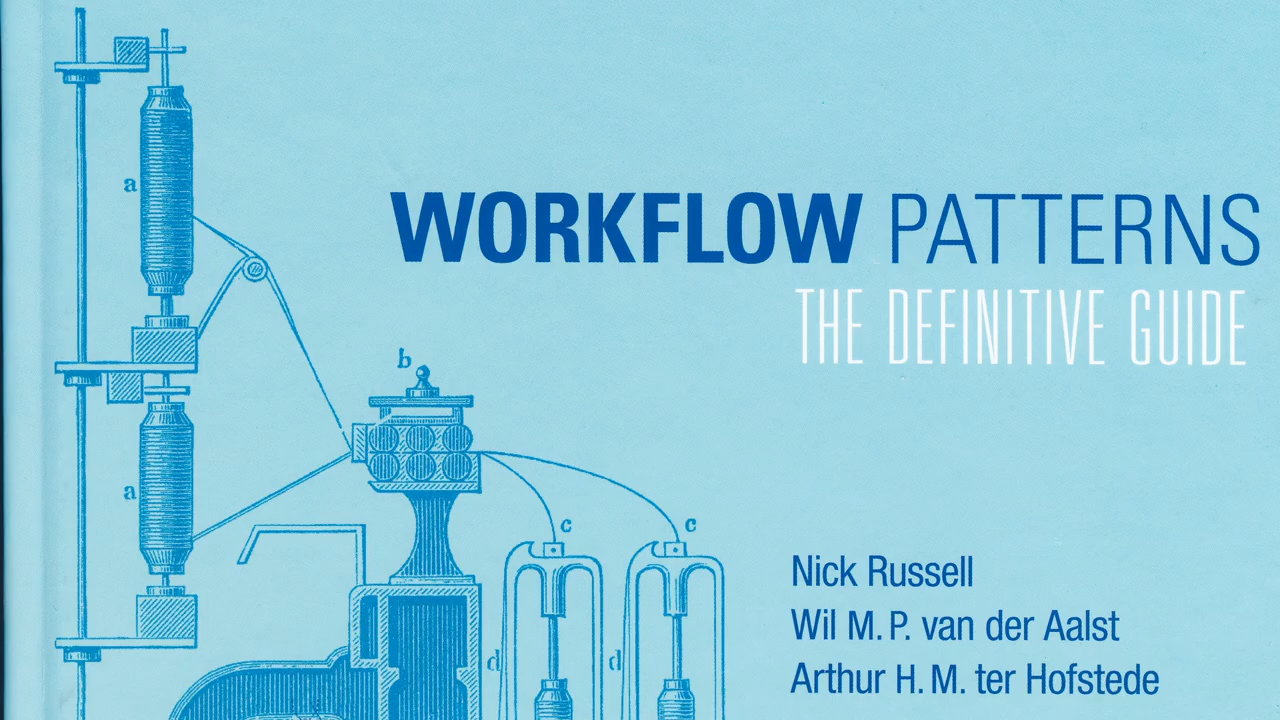 a
WORKFLOW PATTERNS
THE DEFINITIVE GUIDE
b
a
c c
Nick Russell
Wil M. P. van der Aalst
d d
Arthur H. M. ter Hofstede